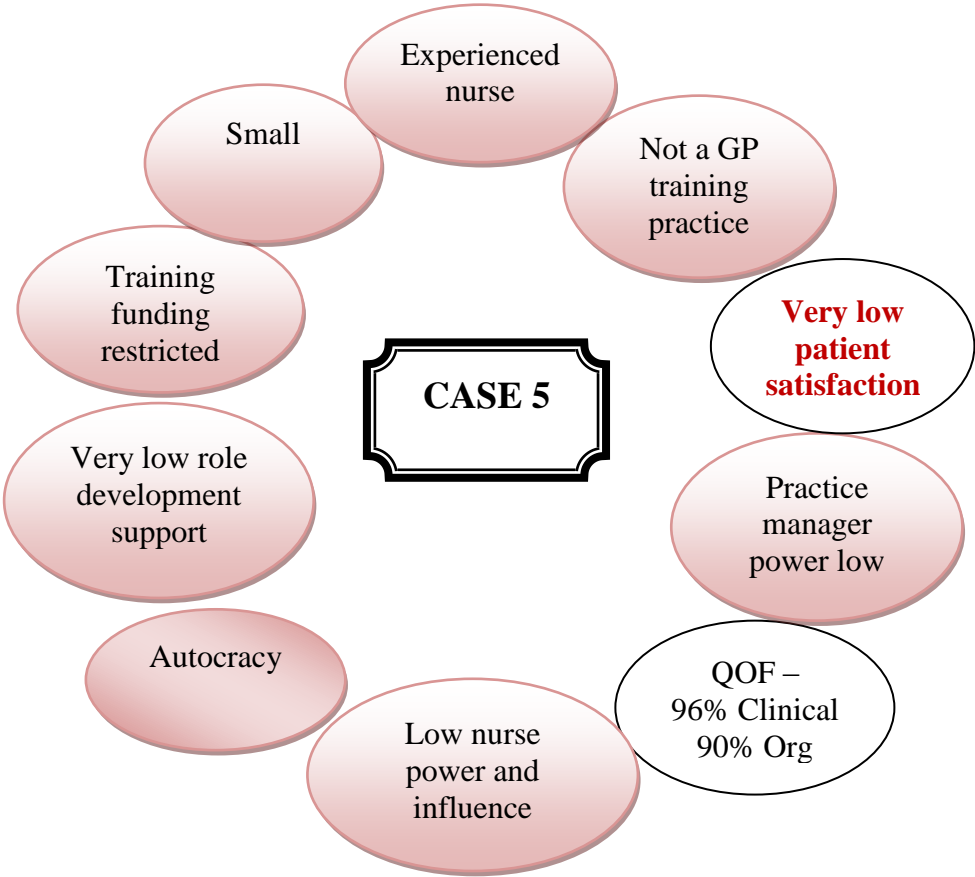 Experienced
nurse
Small
Not a GP
training
practice
Training
funding
restricted
Very low
patient
satisfaction
CASE 5
Very low role
development
support
Practice
manager
power low
Autocracy
QOF –
96% Clinical
90% Org
Low nurse
power and
influence